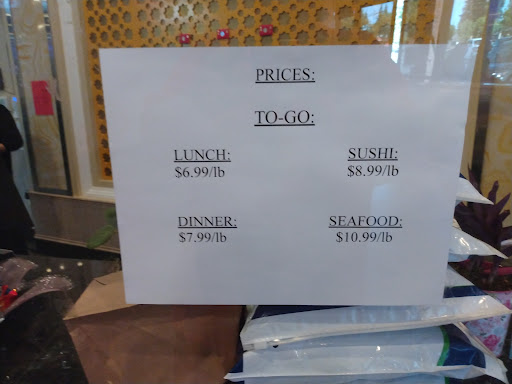 PRICES:
TO-GO:
LUNCH: SUSHI:
$6.99/lb $8.99/lb
DINNER: SEAFOOD:
$7.99/lb $10.99/lb